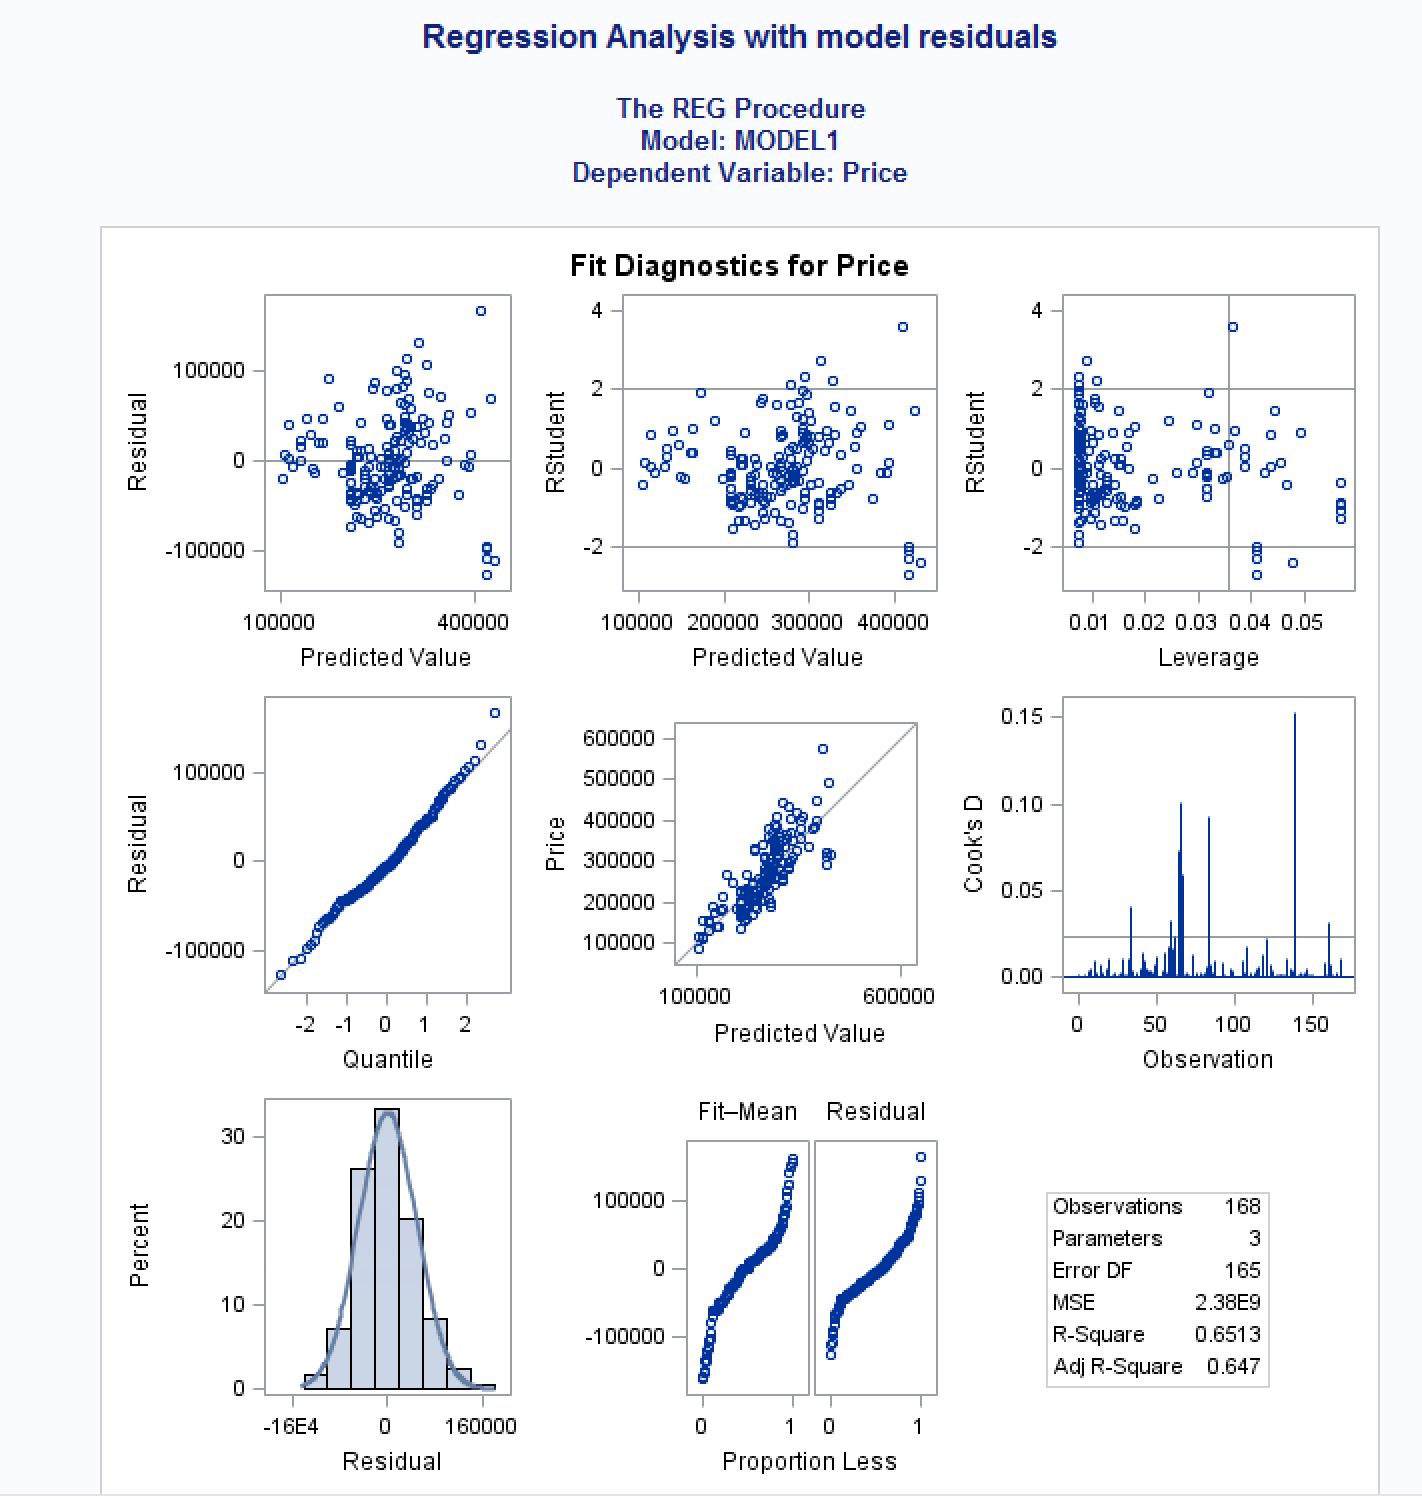 Regression Analysis with model residuals
The REG Procedure
Model: MODEL1
Dependent Variable: Price
Fit Diagnostics for Price
Residual
100000
0
-100000
100000 400000
Predicted Value
RStudent
4
2
0
-2
100000 200000 300000 400000
Predicted Value
RStudent
4
2
0
-2
0.01 0.02 0.03 0.04 0.05
Leverage
Residual
100000
0
-100000
-2 -1 0 1 2
Quantile
Price
600000
500000
400000
300000
200000
100000
100000 600000
Predicted Value
Cook's D
0.15
0.10
0.05
0.00
0 50 100 150
Observation
Percent
30
20
10
0
-16E4 0 160000
Residual
Fit–Mean Residual
100000
0
-100000
0 1 0 1
Proportion Less
Observations 168
Parameters 3
Error DF 165
MSE 2.38E9
R-Square 0.6513
Adj R-Square 0.647